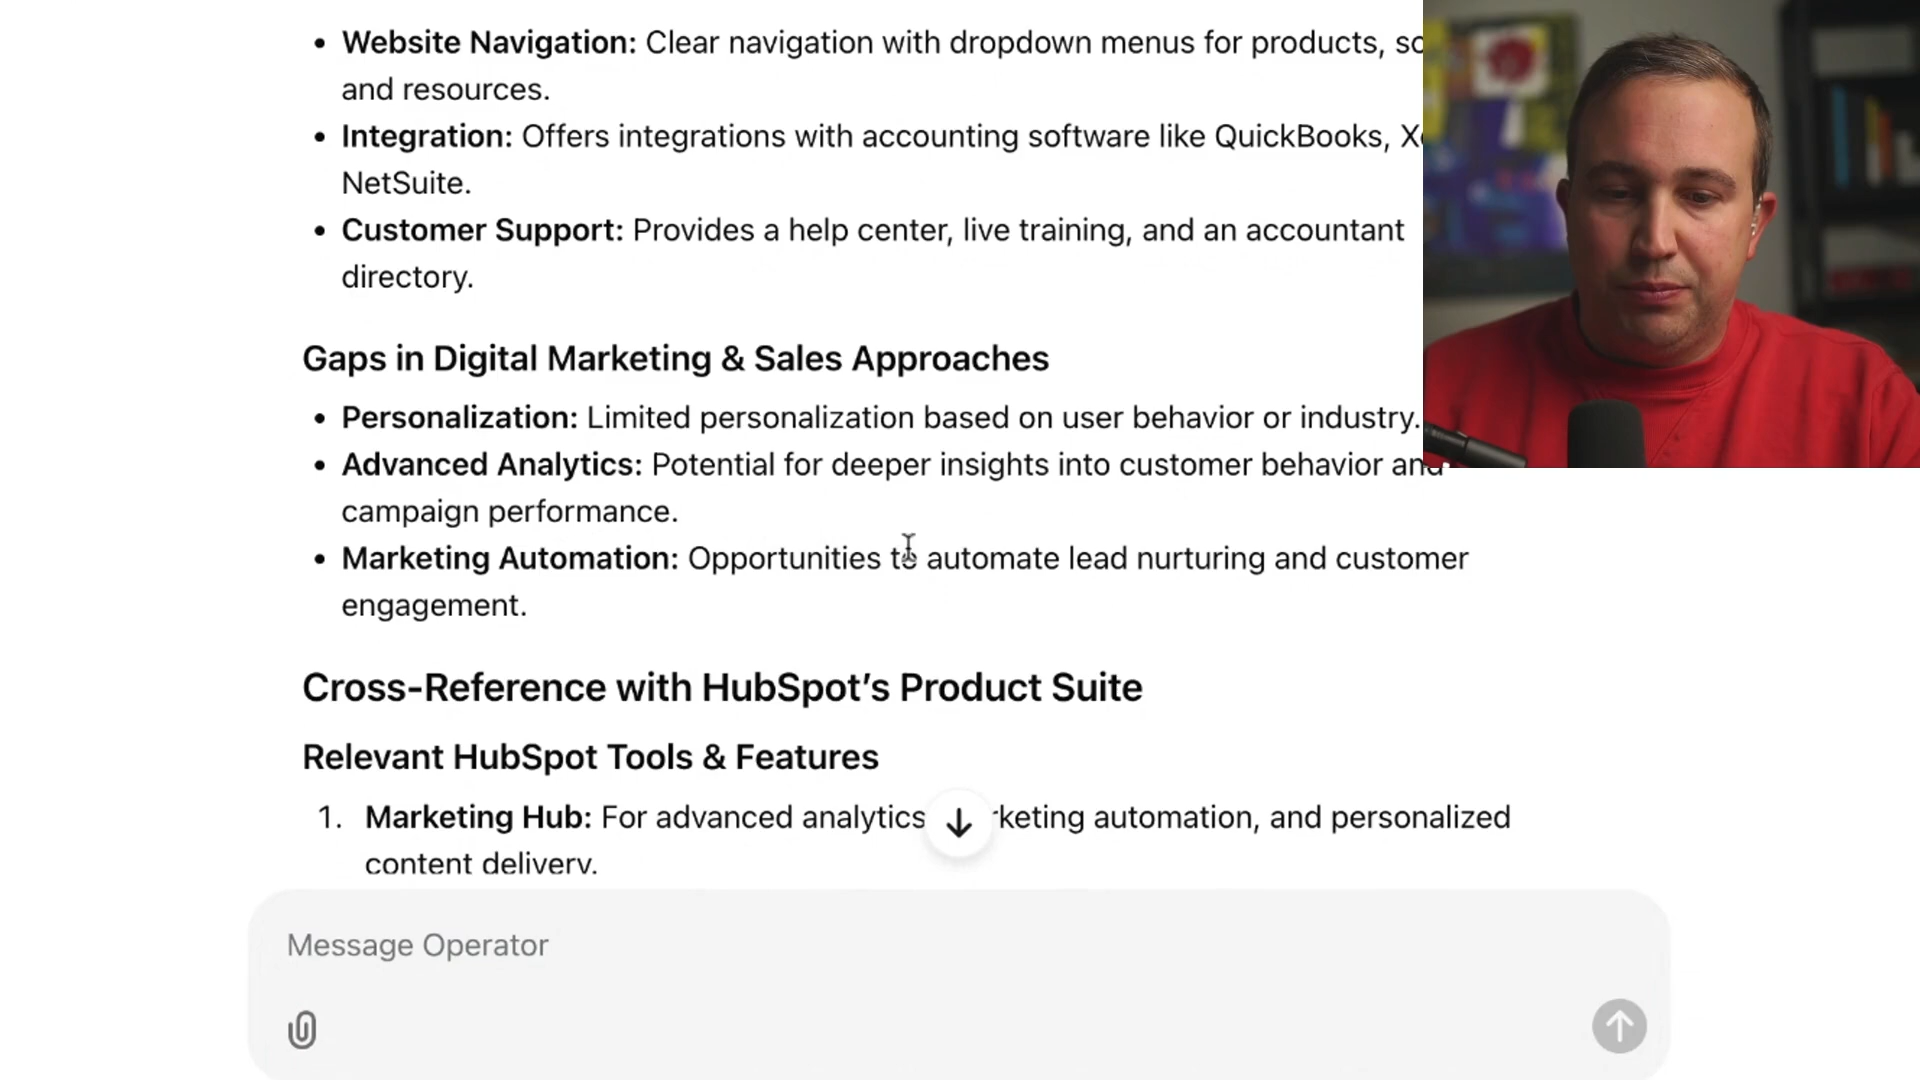 • Website Navigation: Clear navigation with dropdown menus for products,
and resources.
• Integration: Offers integrations with accounting software like QuickBooks,
NetSuite.
• Customer Support: Provides a help center, live training, and an accountant
directory.
Gaps in Digital Marketing & Sales Approaches
• Personalization: Limited personalization based on user behavior or industry.
• Advanced Analytics: Potential for deeper insights into customer behavior and
campaign performance.
• Marketing Automation: Opportunities to automate lead nurturing and customer
engagement.
Cross-Reference with HubSpot’s Product Suite
Relevant HubSpot Tools & Features
1. Marketing Hub: For advanced analytics automation, and personalized
content delivery.
Message Operator